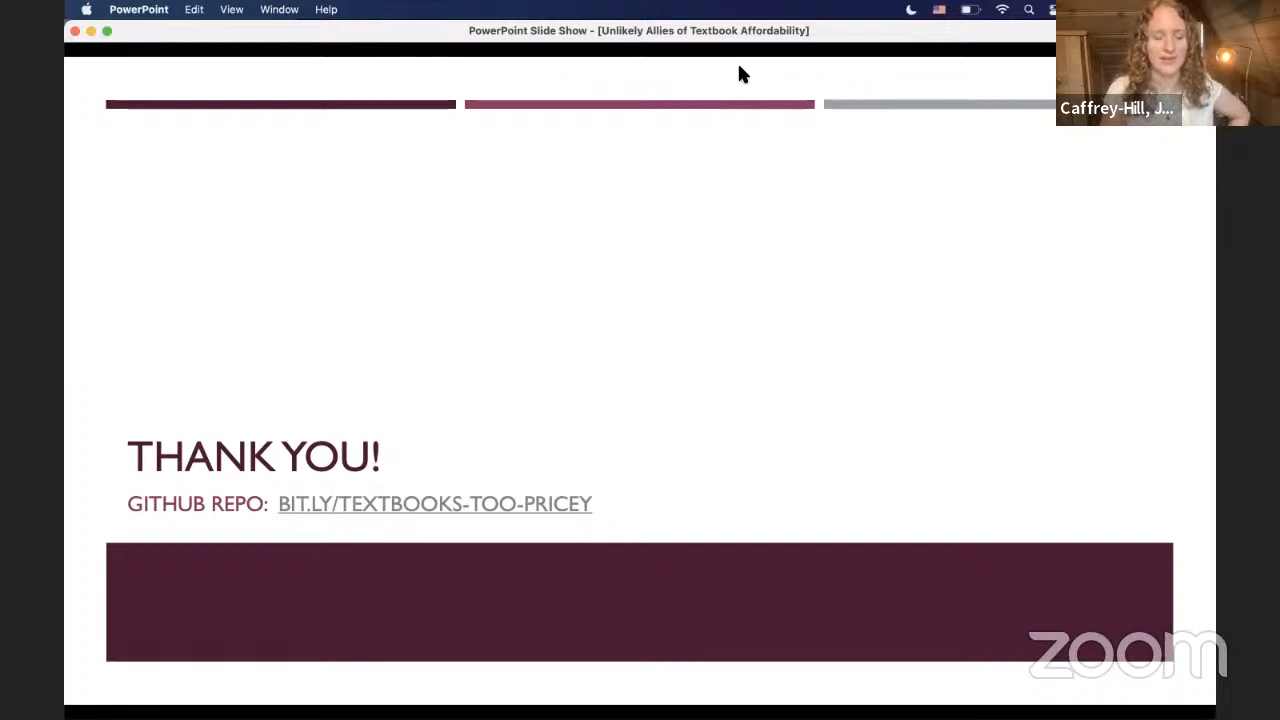 PowerPoint Edit View Window Help
PowerPoint Slide Show - [Unlikely Allies of Textbook Affordability]
Caffrey-Hill, J...
THANK YOU!
GITHUB REPO: BIT.LY/TEXTBOOKS-TOO-PRICEY
zoom